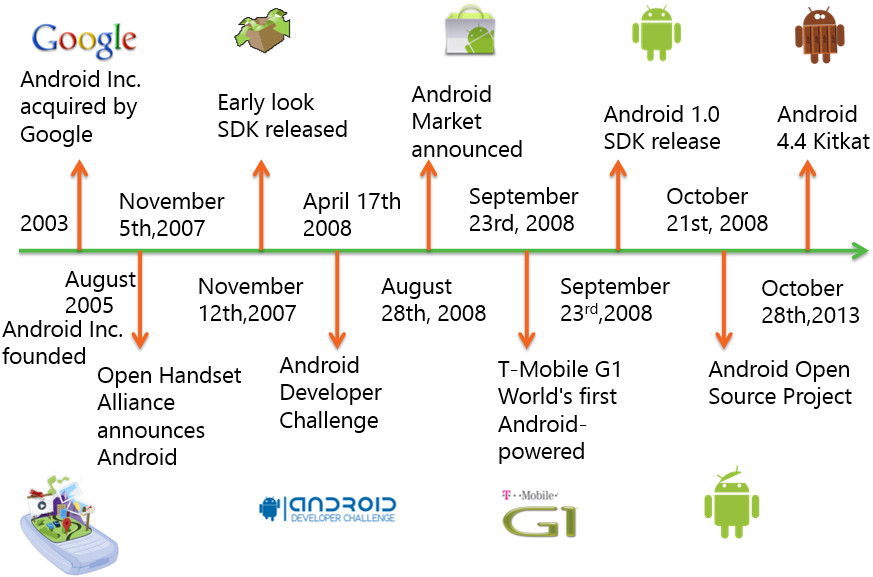 Google
Android Inc.
acquired by
Google
Early look
SDK released
Android
Market
announced
Android 1.0
SDK release
Android
4.4 Kitkat
2003
November
5th,2007
April 17th
2008
September
23rd, 2008
October
21st, 2008
August
2005
November
12th,2007
August
28th, 2008
September
23rd,2008
October
28th,2013
Android Inc.
founded
Open Handset
Alliance
announces
Android
Android
Developer
Challenge
T-Mobile G1
World's first
Android-
powered
Android Open
Source Project
ANDROID
DEVELOPER CHALLENGE
T··Mobile·
G1